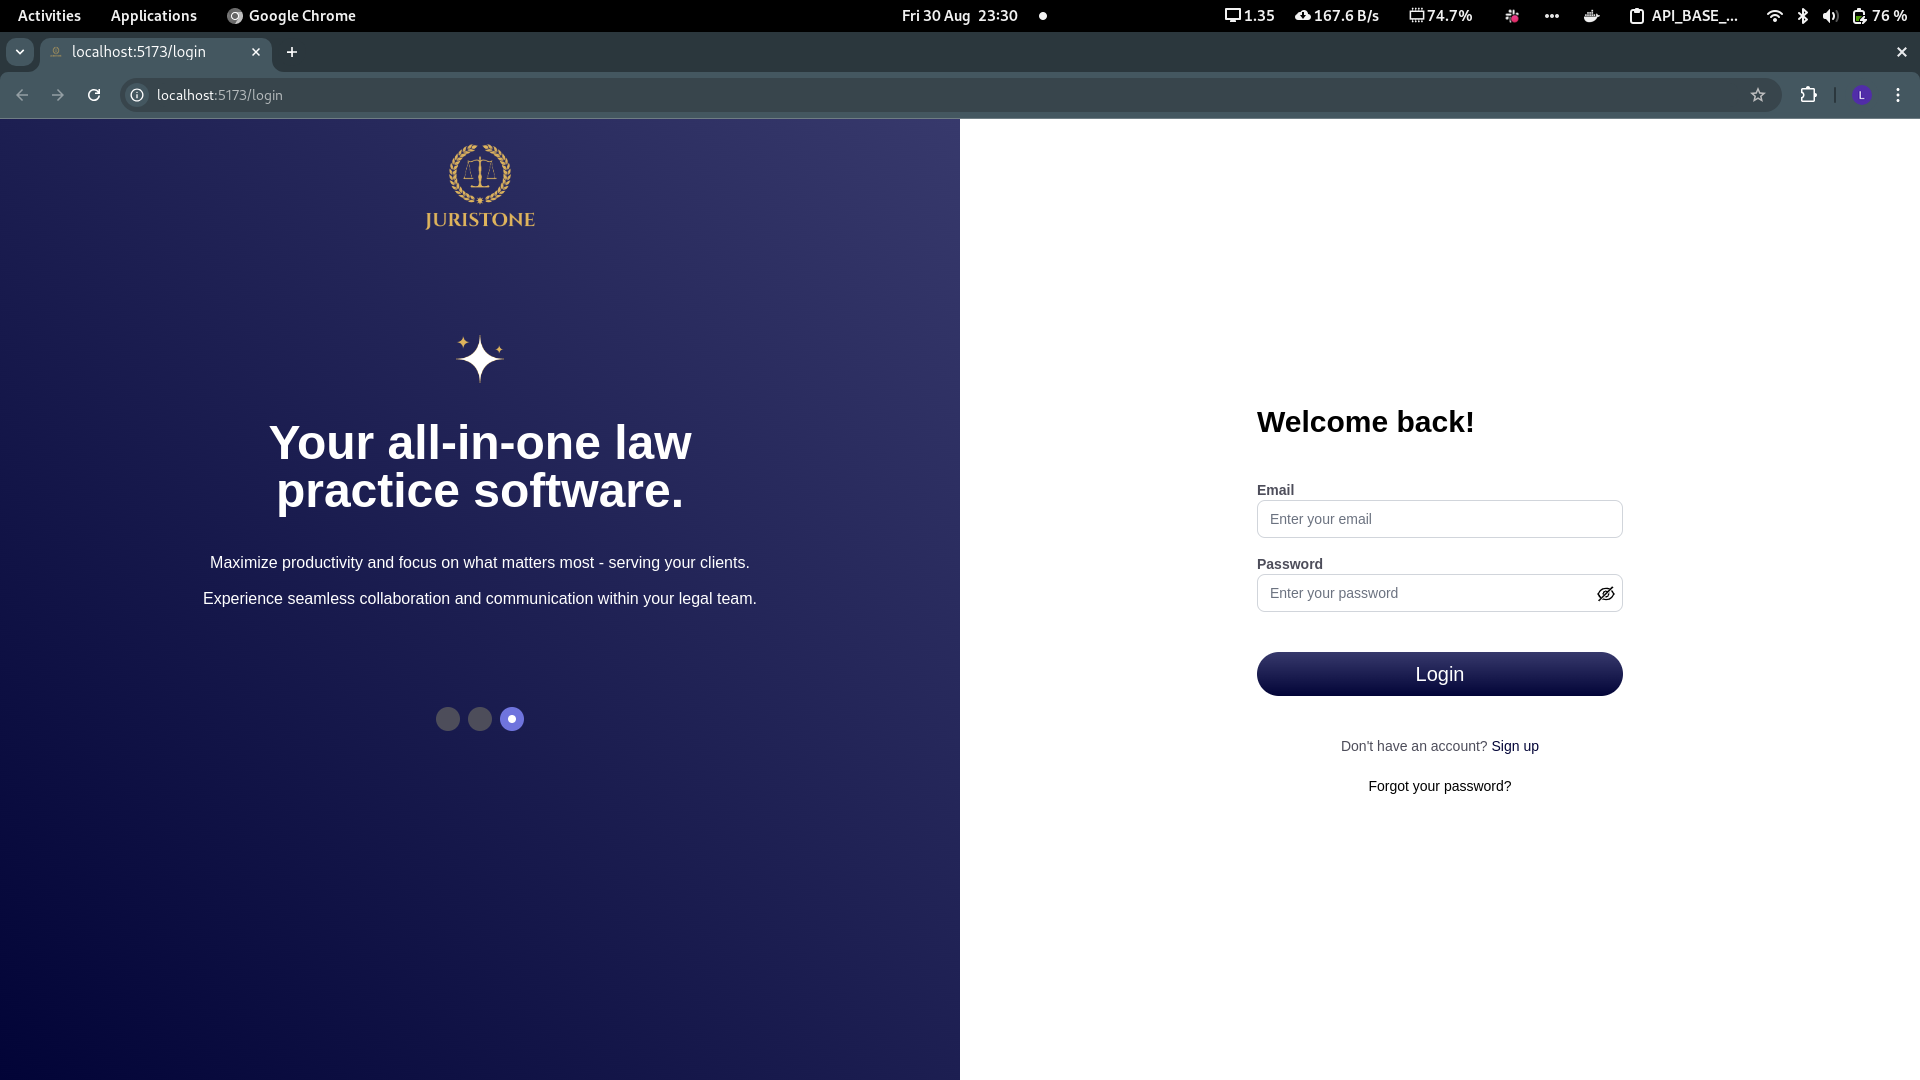 Activities
Applications
Google Chrome
Fri 30 Aug 23:30
1.35
167.6 B/s
74.7%
API_BASE_...
76 %
localhost:5173/login
localhost:5173/login
L
JURISTONE
Your all-in-one law
practice software.
Maximize productivity and focus on what matters most - serving your clients.
Experience seamless collaboration and communication within your legal team.
Welcome back!
Email
Enter your email
Password
Enter your password
Login
Don't have an account? Sign up
Forgot your password?